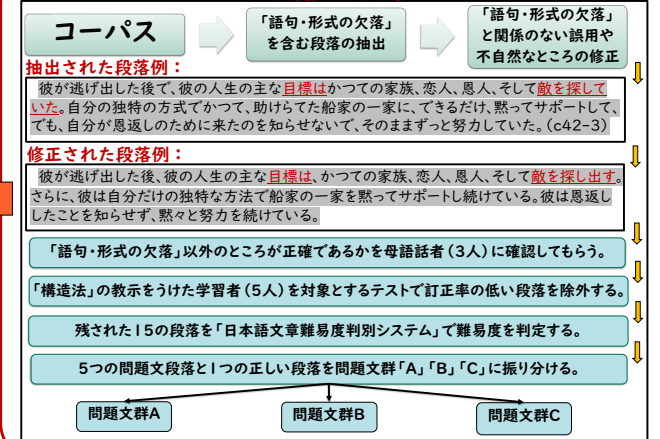 コーパス
「語句・形式の欠落」
を含む段落の抽出
「語句・形式の欠落」
と関係のない誤用や
不自然なところの修正
抽出された段落例：
彼が逃げ出した後で、彼の人生の主な目標はかつての家族、恋人、恩人、そして敵を探して
いた。自分の独特の方式でかつて、助けらてた船家の一家に、できるだけ、黙ってサポートして、
でも、自分が恩返しのために来たのを知らせないで、そのままずっと努力していた。(c42-3)
修正された段落例：
彼が逃げ出した後、彼の人生の主な目標は、かつての家族、恋人、恩人、そして敵を探し出す。
さらに、彼は自分だけの独特な方法で船家の一家を黙ってサポートし続けている。彼は恩返し
したことを知らせず、黙々と努力を続けている。
「語句・形式の欠落」以外のところが正確であるかを母語話者(3人)に確認してもらう。
「構造法」の教示をうけた学習者(5人)を対象とするテストで訂正率の低い段落を除外する。
残された15の段落を「日本語文章難易度判別システム」で難易度を判定する。
5つの問題文段落と1つの正しい段落を問題文群「A」「B」「C」に振り分ける。
問題文群A
問題文群B
問題文群C